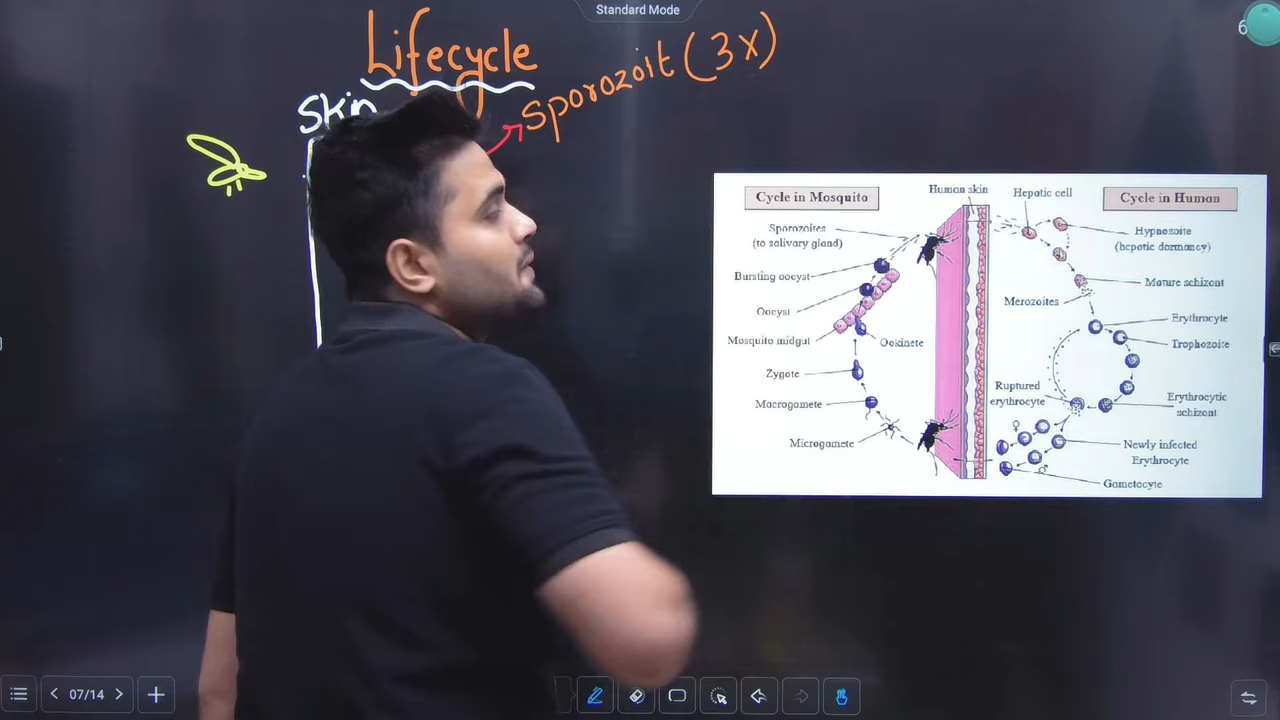 Standard Mode
6
Lifecycle
Sporozoit (3x)
Skin
Cycle in Mosquito
Human skin
Hepatic cell
Cycle in Human
Sporozoites
(to salivary gland)
Hypnozoite
(hepatic dormancy)
Bursting oocyst
Mature schizont
Merozoites
Oocyst
Erythrocyte
Mosquito midgut
Ookinete
Trophozoite
Zygote
Ruptured
erythrocyte
Macrogamete
Erythrocytic
schizont
♀
Microgamete
Newly infected
Erythrocyte
♂
Gametocyte
07/14